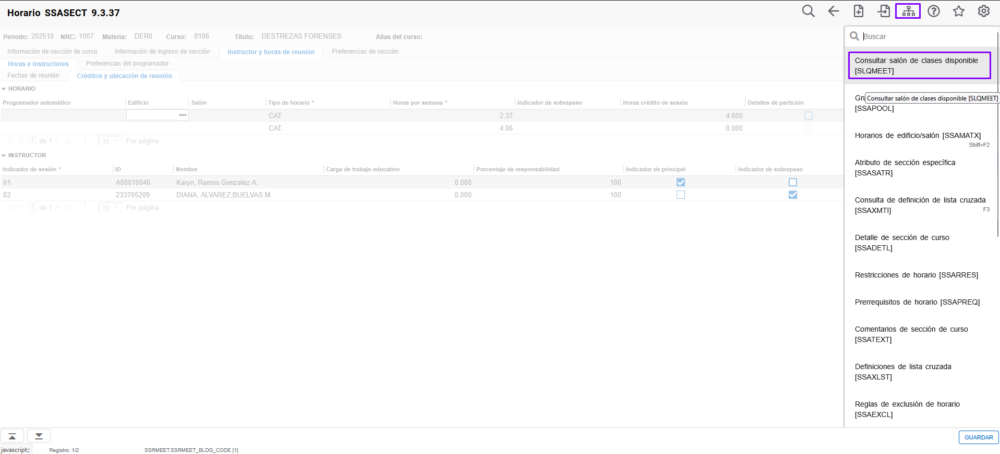 Horario SSASECT 9.3.37
Periodo: 202510 NRC: 1007 Materia: DER0 Curso: 0106 Título: DESTREZAS FORENSES Alias del curso:
Información de sección de curso Información de ingreso de sección Instructor y horas de reunión Preferencias de sección
Horas e instructores Preferencias del programador
Fechas de reunión Créditos y ubicación de reunión
HORARIO
Programador automático Edificio Salón Tipo de horario * Horas por semana * Indicador de sobrepaso Horas crédito de sesión Detalles de partición
CAT 2.37 4.000
CAT 4.06 0.000
1 de 1 10 Por página
INSTRUCTOR
Indicador de sesión * ID Nombre Carga de trabajo educativo Porcentaje de responsabilidad Indicador de principal Indicador de sobrepaso
01 A00010046 Karyn, Ramos Gonzalez A. 0.000 100
02 233705209 DIANA, ALVAREZ;BUELVAS M. 0.000 100
1 de 1 10 Por página
Buscar
Consultar salón de clases disponible
[SLQMEET]
Consultar salón de clases disponible [SLQMEET]
[SSAPOOL]
Horarios de edificio/salón [SSAMATX]
Shift+F2
Atributo de sección específica
[SSASATR]
Consulta de definición de lista cruzada
[SSAXMTI] F3
Detalle de sección de curso
[SSADETL]
Restricciones de horario [SSARRES]
Prerrequisitos de horario [SSAPREQ]
Comentarios de sección de curso
[SSATEXT]
Definiciones de lista cruzada
[SSAXLST]
Reglas de exclusión de horario
[SSAEXCL]
GUARDAR
javascript:; Registro: 1/2 SSRMEET.SSRMEET_BLDG_CODE [1]